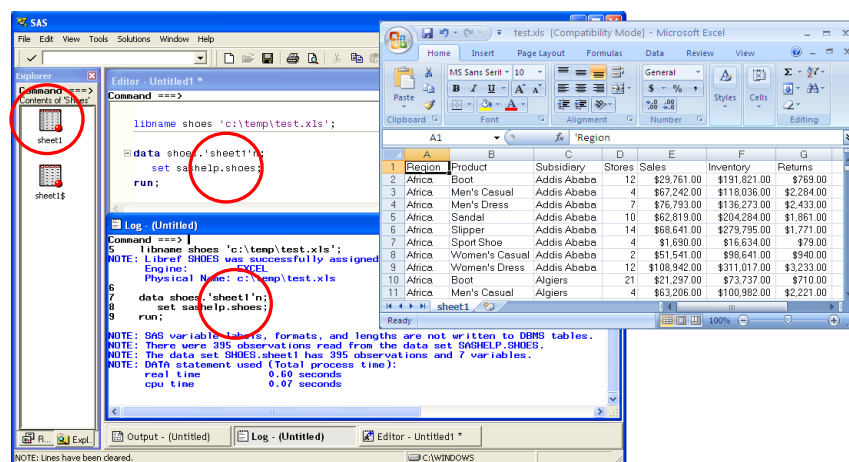 SAS
File Edit View Tools Solutions Window Help
Explorer
Command ===>
Contents of 'Shoes'
sheet1
sheet1$
Editor - Untitled1 *
Command ===>
libname shoes 'c:\temp\test.xls';
data shoes.'sheet1'n;
set sashelp.shoes;
run;
Log - (Untitled)
Command ===>
5 libname shoes 'c:\temp\test.xls';
NOTE: Libref SHOES was successfully assigned
Engine: EXCEL
Physical Name: c:\temp\test.xls
6
7 data shoes.'sheet1'n;
8 set sashelp.shoes;
9 run;
NOTE: SAS variable labels, formats, and lengths are not written to DBMS tables.
NOTE: There were 395 observations read from the data set SASHELP.SHOES.
NOTE: The data set SHOES.sheet1 has 395 observations and 7 variables.
NOTE: DATA statement used (Total process time):
real time 0.60 seconds
cpu time 0.07 seconds
R... Expl..
Output - (Untitled) Log - (Untitled) Editor - Untitled1 *
NOTE: Lines have been cleared. C:\WINDOWS
test.xls [Compatibility Mode] - Microsoft Excel
Home Insert Page Layout Formulas Data Review View
Paste
MS Sans Serif 10
B I U A A
General
$ % ,
Styles Cells
Clipboard Font Alignment Number Editing
A1 fx 'Region
A B C D E F G
1 Region Product Subsidiary Stores Sales Inventory Returns
2 Africa Boot Addis Ababa 12 $29,761.00 $191,821.00 $769.00
3 Africa Men's Casual Addis Ababa 4 $67,242.00 $118,036.00 $2,284.00
4 Africa Men's Dress Addis Ababa 7 $76,793.00 $136,273.00 $2,433.00
5 Africa Sandal Addis Ababa 10 $62,819.00 $204,284.00 $1,861.00
6 Africa Slipper Addis Ababa 14 $68,641.00 $279,795.00 $1,771.00
7 Africa Sport Shoe Addis Ababa 4 $1,690.00 $16,634.00 $79.00
8 Africa Women's Casual Addis Ababa 2 $51,541.00 $98,641.00 $940.00
9 Africa Women's Dress Addis Ababa 12 $108,942.00 $311,017.00 $3,233.00
10 Africa Boot Algiers 21 $21,297.00 $73,737.00 $710.00
11 Africa Men's Casual Algiers 4 $63,206.00 $100,982.00 $2,221.00
sheet1
Ready 100%